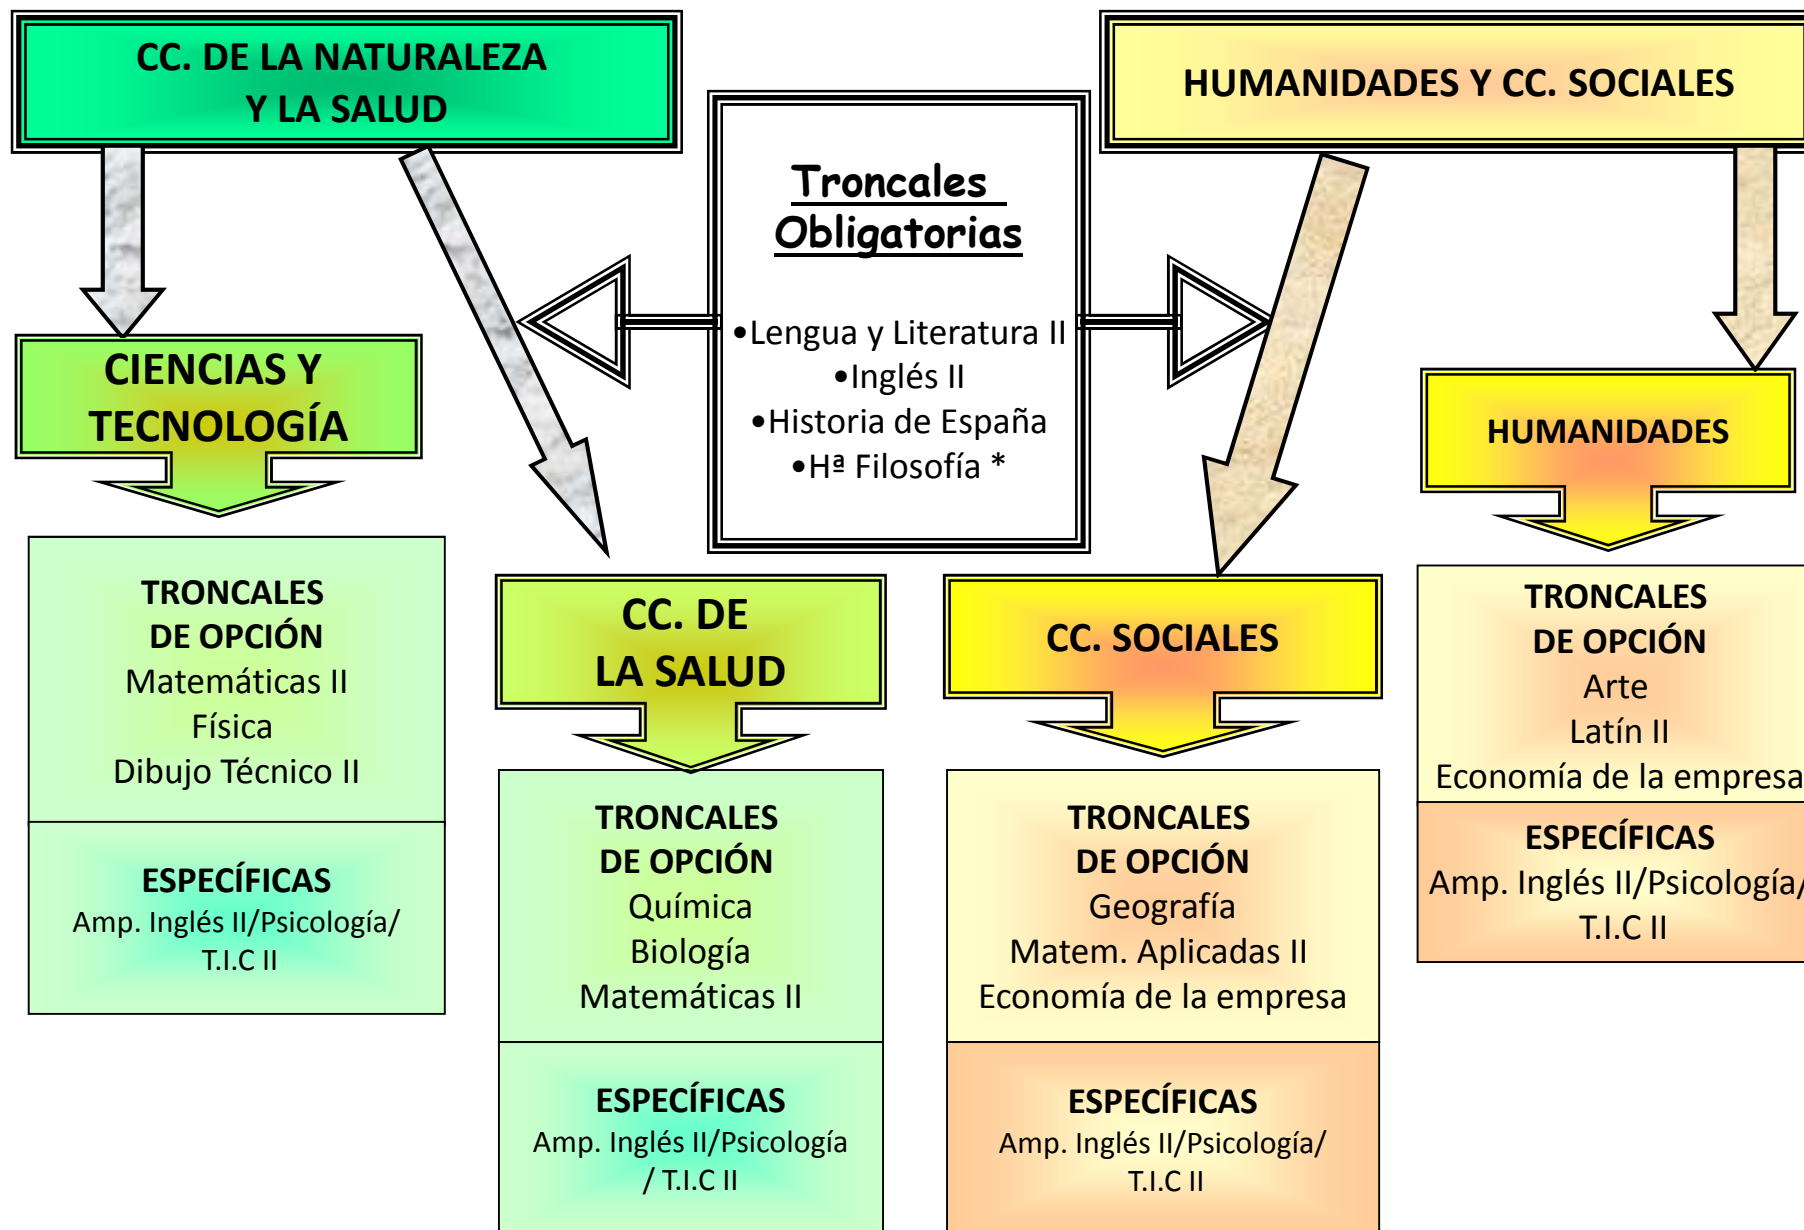 CC. DE LA NATURALEZA
Y LA SALUD
HUMANIDADES Y CC. SOCIALES
Troncales
Obligatorias
•Lengua y Literatura II
•Inglés II
•Historia de España
•Hª Filosofía *
CIENCIAS Y
TECNOLOGÍA
TRONCALES
DE OPCIÓN
Matemáticas II
Física
Dibujo Técnico II
ESPECÍFICAS
Amp. Inglés II/Psicología/
T.I.C II
CC. DE
LA SALUD
TRONCALES
DE OPCIÓN
Química
Biología
Matemáticas II
ESPECÍFICAS
Amp. Inglés II/Psicología
/ T.I.C II
CC. SOCIALES
TRONCALES
DE OPCIÓN
Geografía
Matem. Aplicadas II
Economía de la empresa
ESPECÍFICAS
Amp. Inglés II/Psicología/
T.I.C II
HUMANIDADES
TRONCALES
DE OPCIÓN
Arte
Latín II
Economía de la empresa
ESPECÍFICAS
Amp. Inglés II/Psicología/
T.I.C II